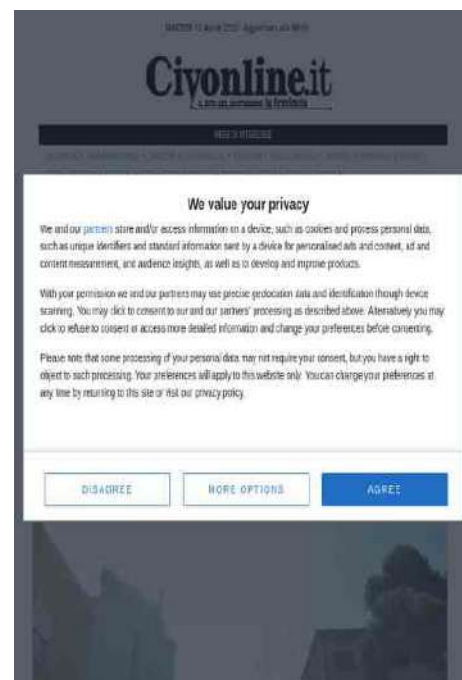 Civonline.it
We value your privacy
We and our partners store and/or access information on a device, such as cookies and process personal data,
such as unique identifiers and standard information sent by a device for personalised ads and content, ad and
content measurement, and audience insights, as well as to develop and improve products.
With your permission we and our partners may use precise geolocation data and identification through device
scanning. You may click to consent to our and our partners' processing as described above. Alternatively you may
click to refuse to consent or access more detailed information and change your preferences before consenting.
Please note that some processing of your personal data may not require your consent, but you have a right to
object to such processing. Your preferences will apply to this website only. You can change your preferences at
any time by returning to this site or visit our privacy policy.
DISAGREE
MORE OPTIONS
AGREE